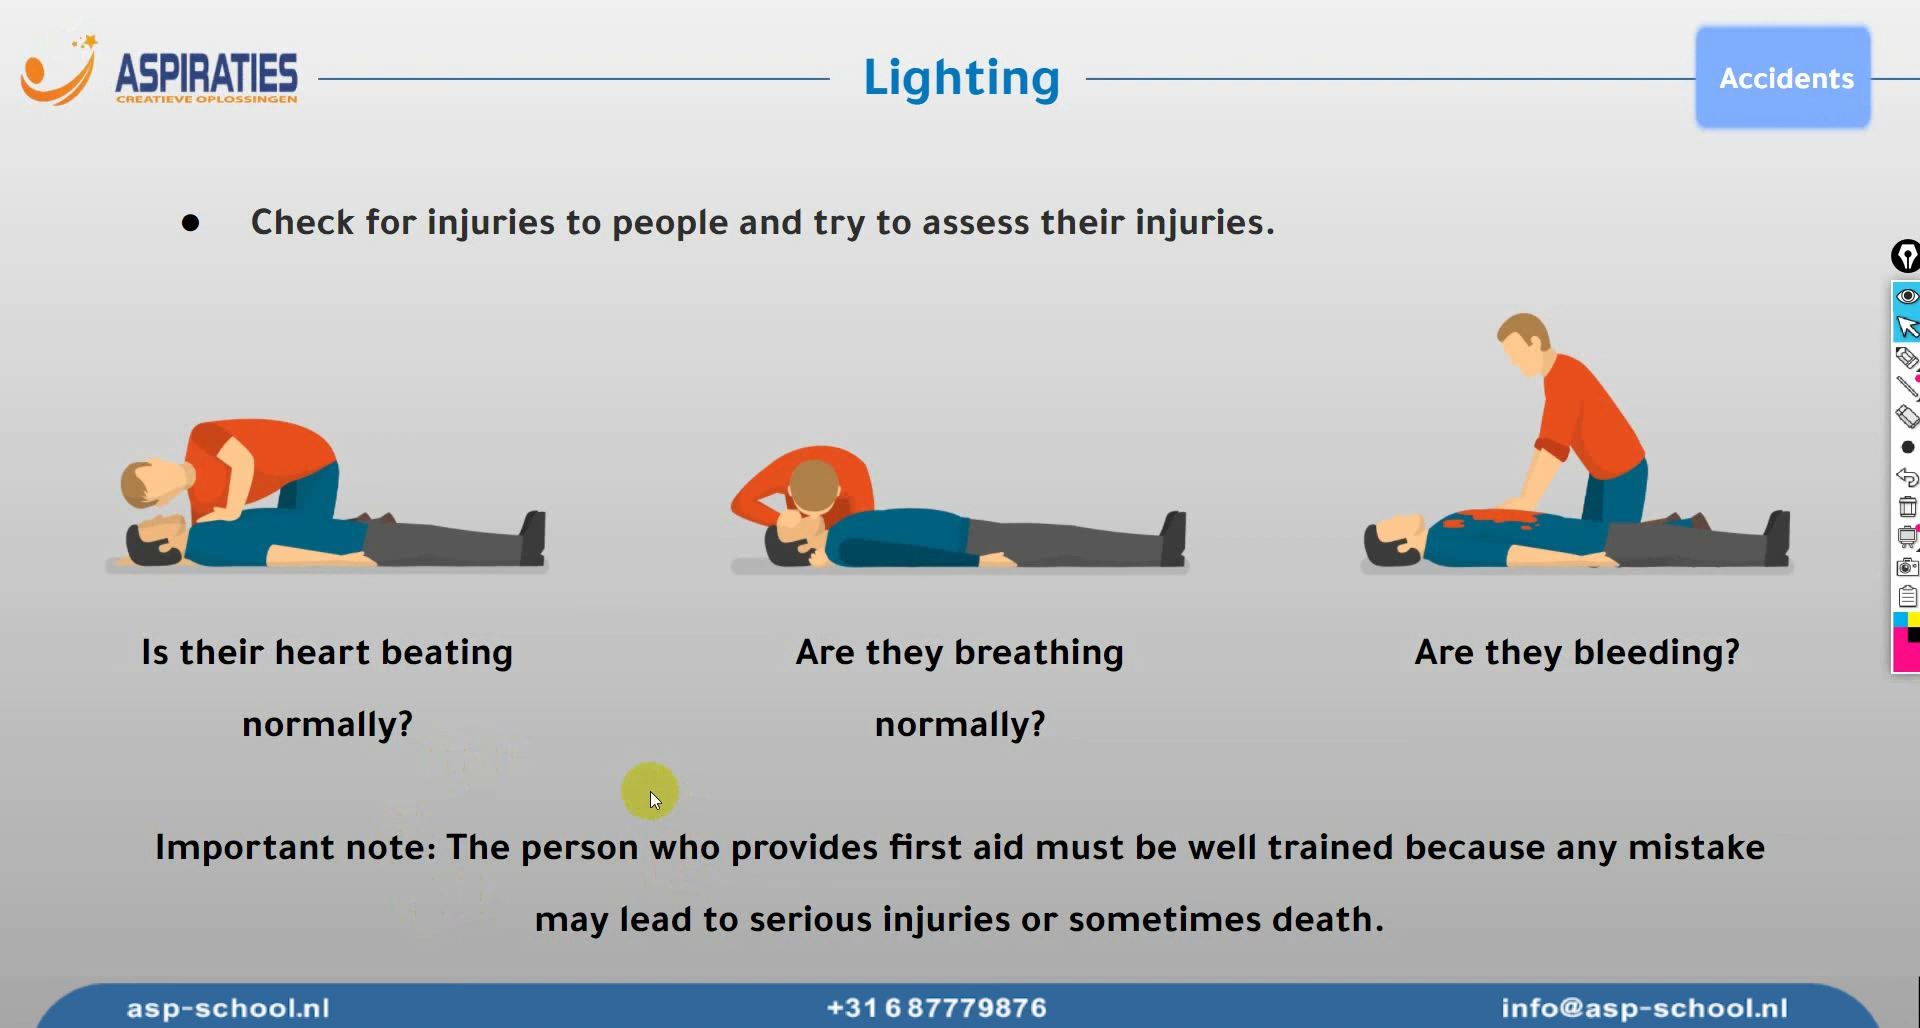 ASPIRATIES
CREATIEVE OPLOSSINGEN
Lighting
Accidents
● Check for injuries to people and try to assess their injuries.
Is their heart beating
normally?
Are they breathing
normally?
Are they bleeding?
Important note: The person who provides first aid must be well trained because any mistake
may lead to serious injuries or sometimes death.
asp-school.nl
+31 6 87779876
info@asp-school.nl